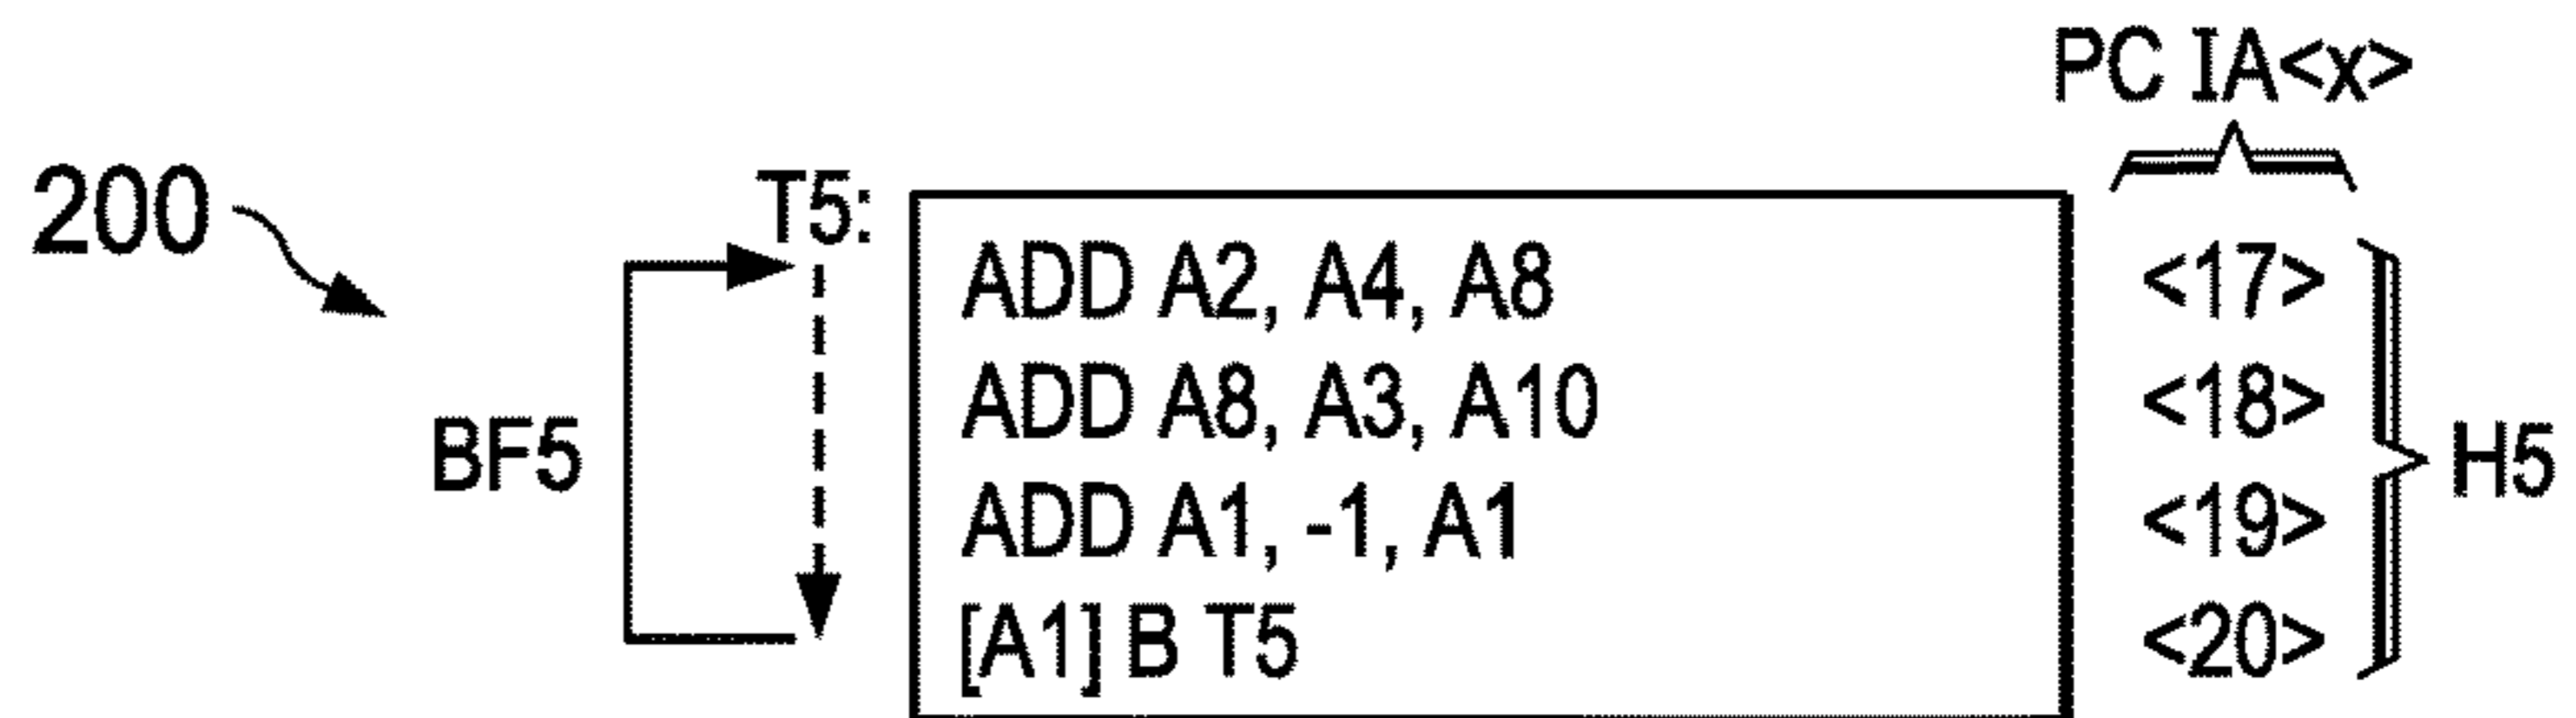 PC IA<x>
200
T5:
ADD A2, A4, A8 <17>
ADD A8, A3, A10 <18>
BF5 H5
ADD A1, -1, A1 <19>
[A1] B T5 <20>